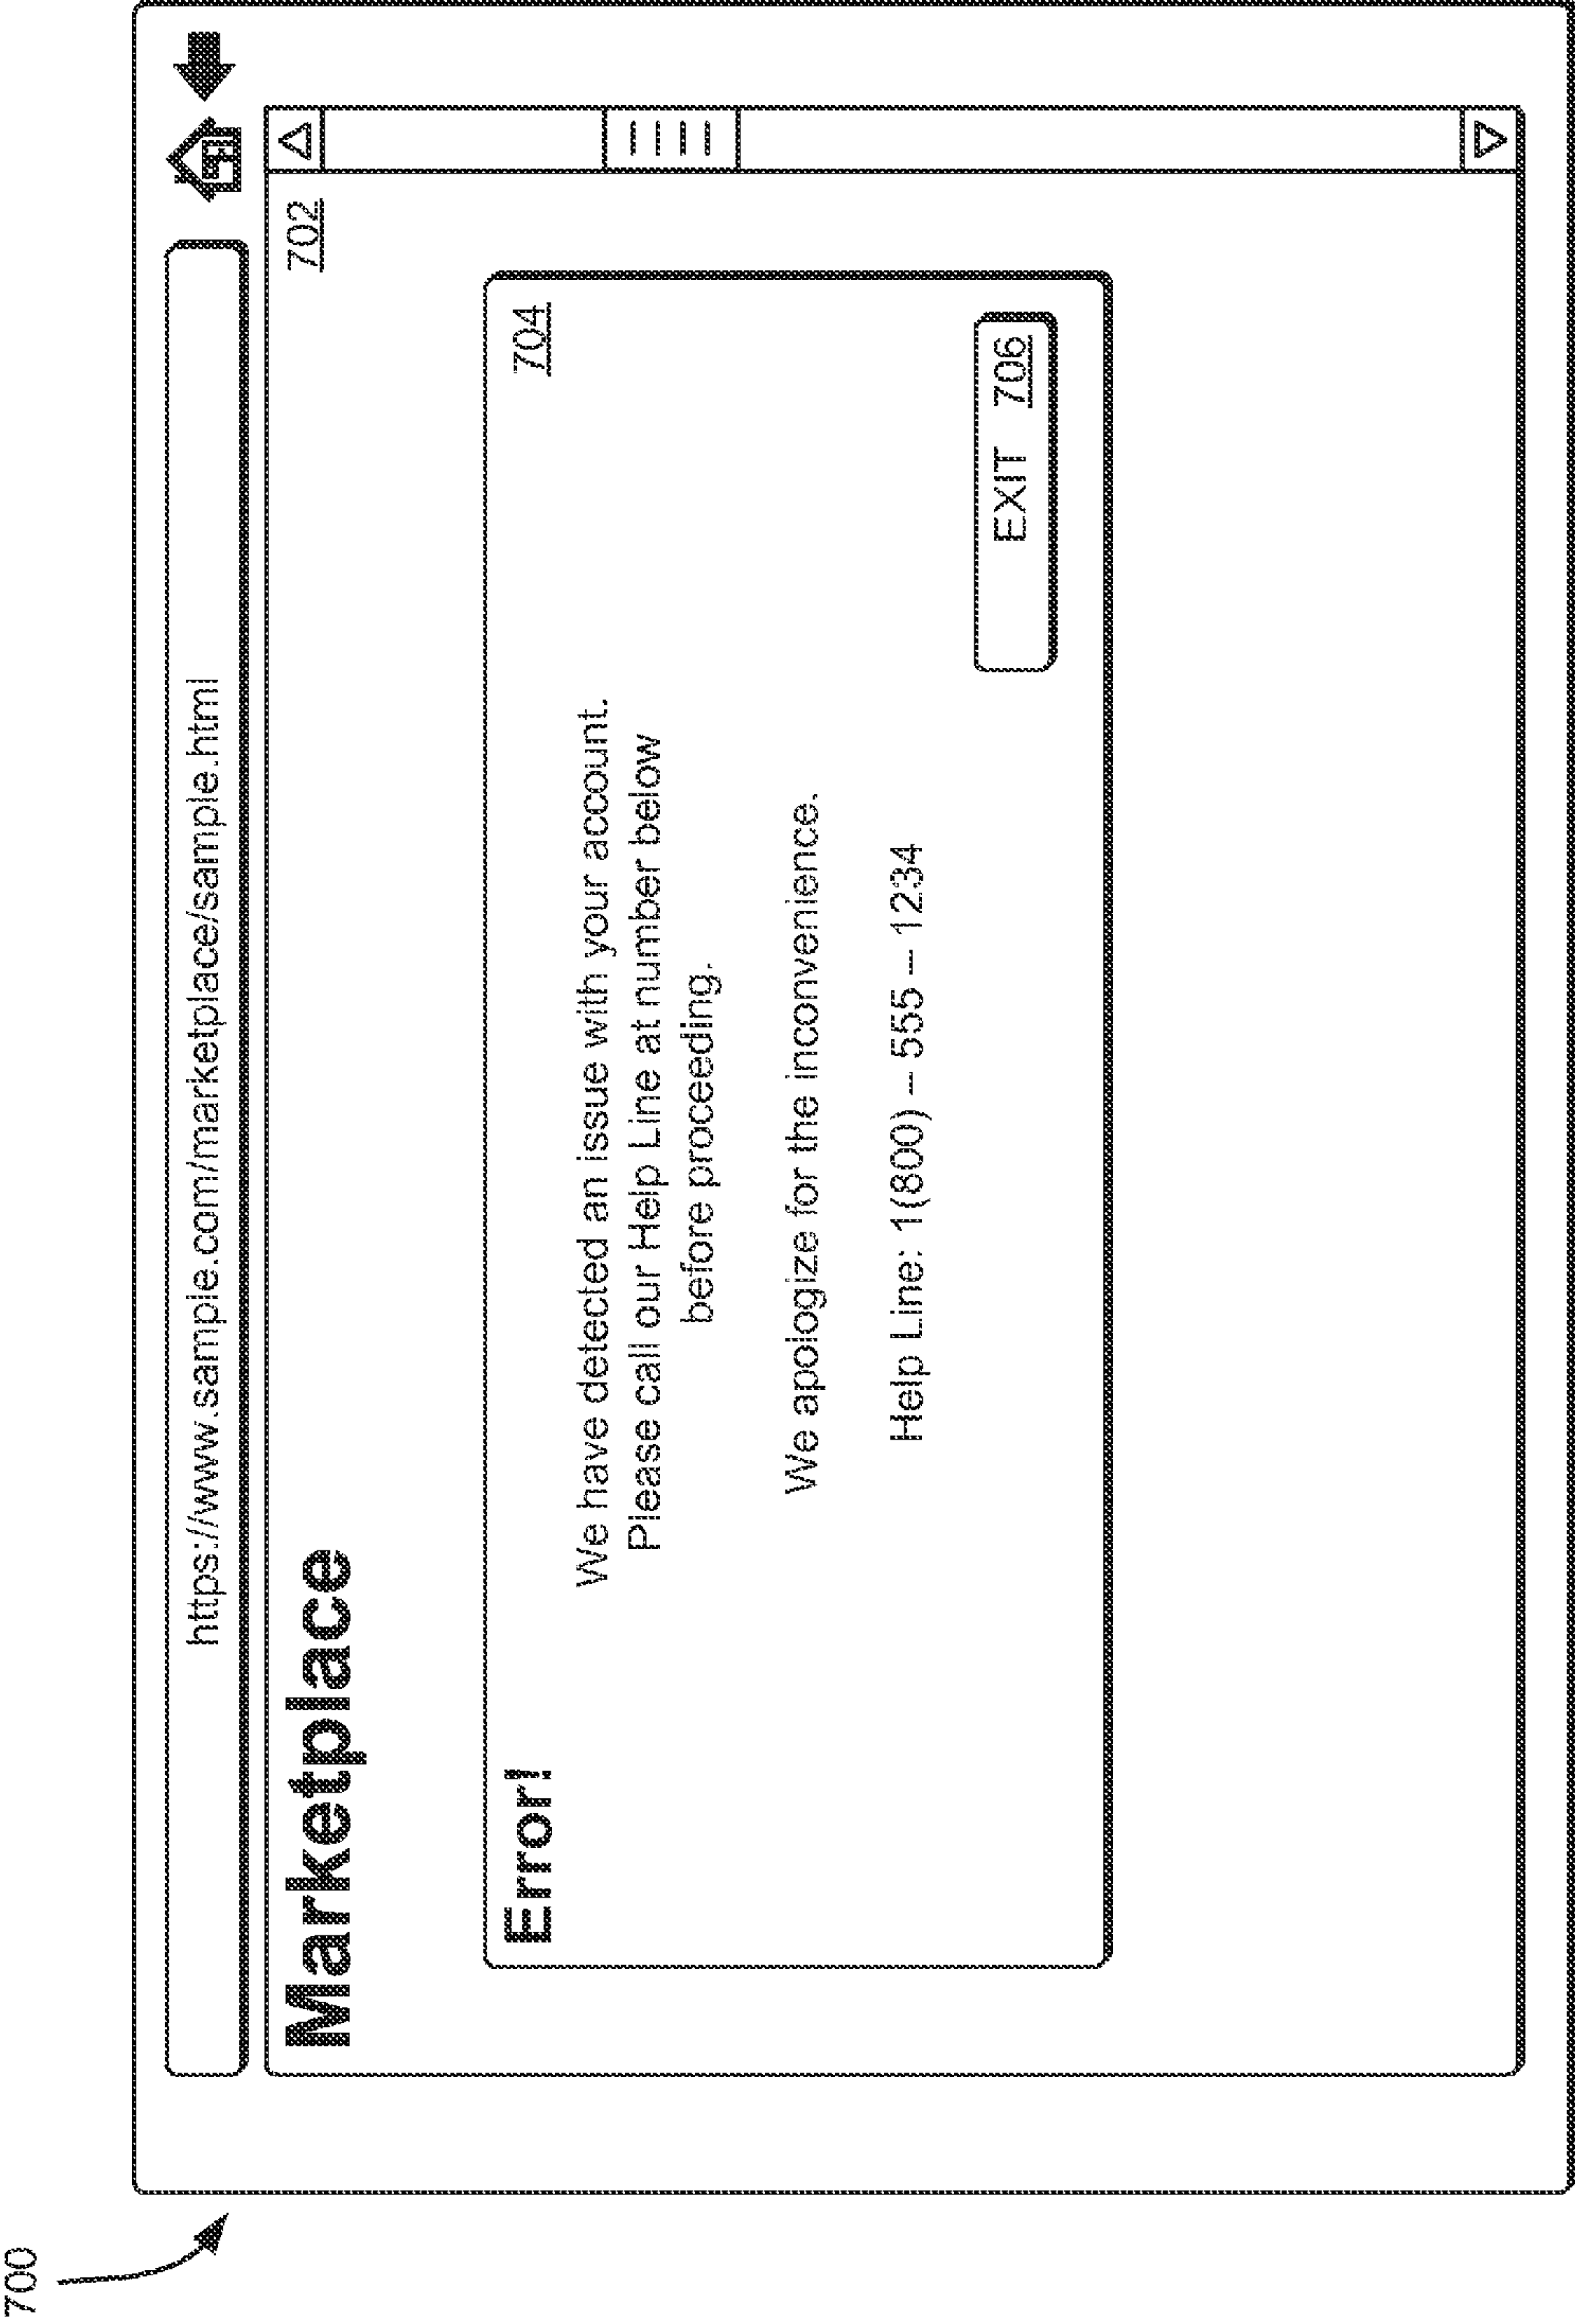 700
https://www.sample.com/marketplace/sample.html
Marketplace
702
Error!
704
We have detected an issue with your account.
Please call our Help Line at number below
before proceeding.
We apologize for the inconvenience.
Help Line: 1(800) – 555 – 1234
EXIT 706